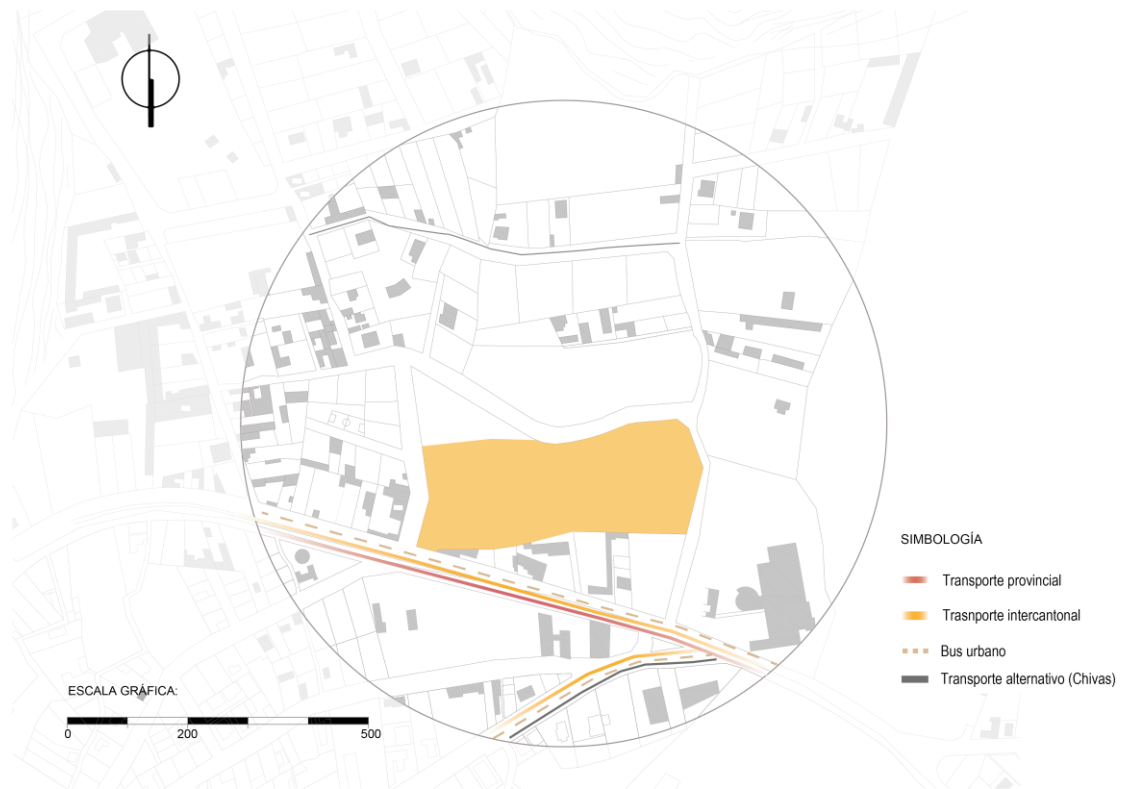 SIMBOLOGÍA
Transporte provincial
Trasnporte intercantonal
Bus urbano
Transporte alternativo (Chivas)
ESCALA GRÁFICA:
0 200 500